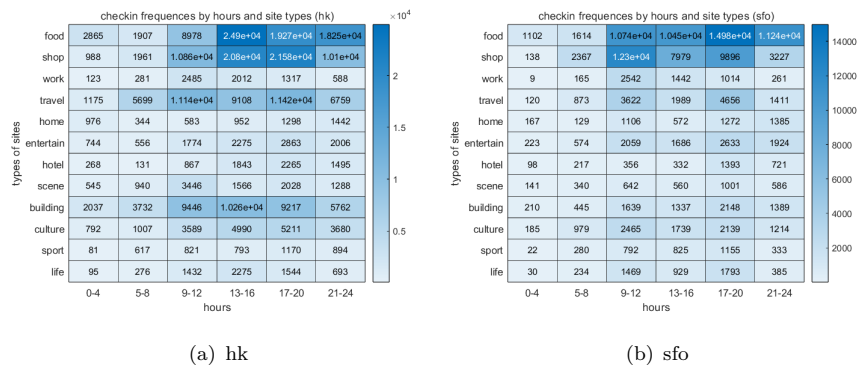 checkin frequences by hours and site types (hk)
×10^4
food 2865 1907 8978 2.49e+04 1.927e+04 1.825e+04
shop 988 1961 1.086e+04 2.08e+04 2.158e+04 1.01e+04
work 123 281 2485 2012 1317 588
travel 1175 5699 1.114e+04 9108 1.142e+04 6759
home 976 344 583 952 1298 1442
entertain 744 556 1774 2275 2863 2006
hotel 268 131 867 1843 2265 1495
scene 545 940 3446 1566 2028 1288
building 2037 3732 9446 1.026e+04 9217 5762
culture 792 1007 3589 4990 5211 3680
sport 81 617 821 793 1170 894
life 95 276 1432 2275 1544 693
0-4 5-8 9-12 13-16 17-20 21-24
hours
types of sites
2
1.5
1
0.5
(a) hk
checkin frequences by hours and site types (sfo)
food 1102 1614 1.074e+04 1.045e+04 1.498e+04 1.124e+04
shop 138 2367 1.23e+04 7979 9896 3227
work 9 165 2542 1442 1014 261
travel 120 873 3622 1989 4656 1411
home 167 129 1106 572 1272 1385
entertain 223 574 2059 1686 2633 1924
hotel 98 217 356 332 1393 721
scene 141 340 642 560 1001 586
building 210 445 1639 1337 2148 1389
culture 185 979 2465 1739 2139 1214
sport 22 280 792 825 1155 333
life 30 234 1469 929 1793 385
0-4 5-8 9-12 13-16 17-20 21-24
hours
types of sites
14000
12000
10000
8000
6000
4000
2000
(b) sfo